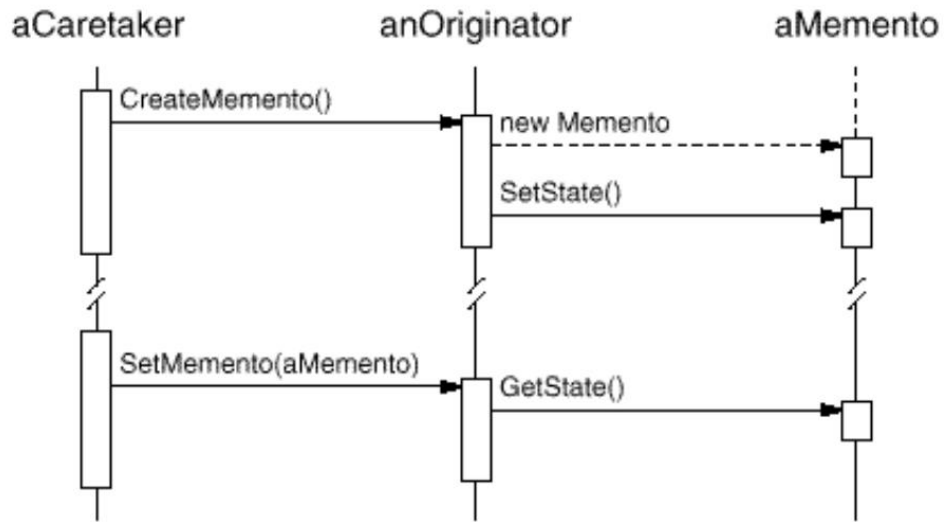 aCaretaker anOriginator aMemento
CreateMemento()
new Memento
SetState()
SetMemento(aMemento)
GetState()